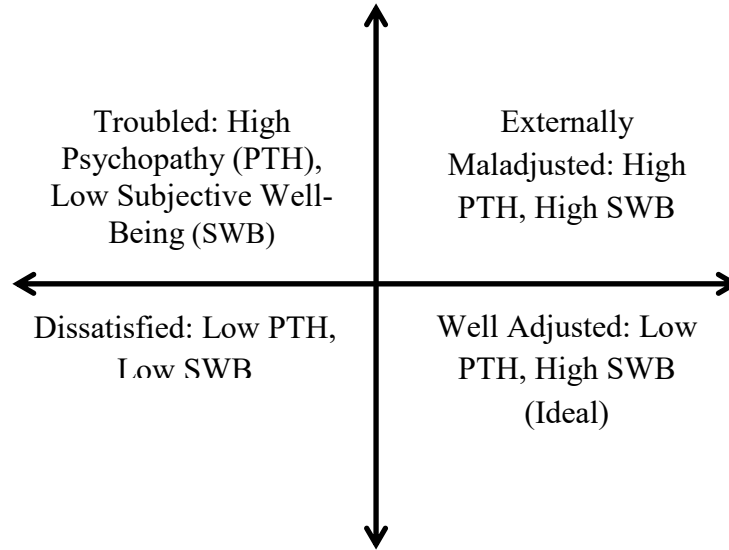 Troubled: High
Psychopathy (PTH),
Low Subjective Well-
Being (SWB)
Externally
Maladjusted: High
PTH, High SWB
Dissatisfied: Low PTH,
Low SWB
Well Adjusted: Low
PTH, High SWB
(Ideal)